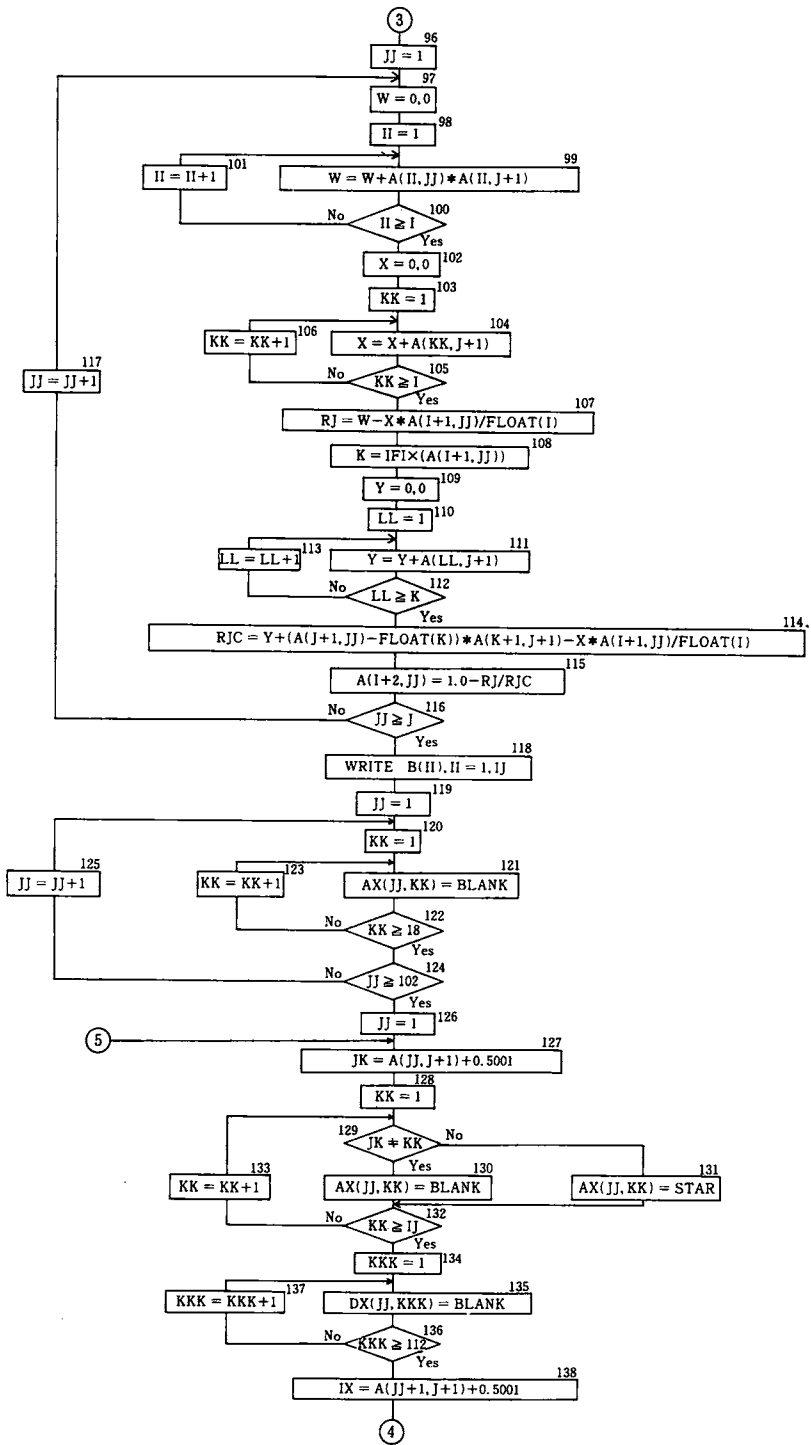 3
96
JJ = 1
97
W = 0,0
98
II = 1
101
II = II+1
99
W = W+A(II,JJ)*A(II,J+1)
100
No
II ≧ I
Yes
102
X = 0,0
103
KK = 1
106
KK = KK+1
104
X = X+A(KK,J+1)
117
JJ = JJ+1
105
No
KK ≧ I
Yes
107
RJ = W−X*A(I+1,JJ)/FLOAT(I)
108
K = IFI×(A(I+1,JJ))
109
Y = 0,0
110
LL = 1
113
LL = LL+1
111
Y = Y+A(LL,J+1)
112
No
LL ≧ K
Yes
114.
RJC = Y+(A(J+1,JJ)−FLOAT(K))*A(K+1,J+1)−X*A(I+1,JJ)/FLOAT(I)
115
A(I+2,JJ) = 1.0−RJ/RJC
116
No
JJ ≧ J
Yes
118
WRITE B(II),II = 1,IJ
119
JJ = 1
120
KK = 1
125
JJ = JJ+1
123
KK = KK+1
121
AX(JJ,KK) = BLANK
122
No
KK ≧ 18
Yes
124
No
JJ ≧ 102
Yes
126
JJ = 1
5
127
JK = A(JJ,J+1)+0.5001
128
KK = 1
129
JK ≠ KK
No
Yes
133
KK = KK+1
130
AX(JJ,KK) = BLANK
131
AX(JJ,KK) = STAR
132
No
KK ≧ IJ
Yes
134
KKK = 1
137
KKK = KKK+1
135
DX(JJ,KKK) = BLANK
136
No
KKK ≧ 112
Yes
138
IX = A(JJ+1,J+1)+0.5001
4